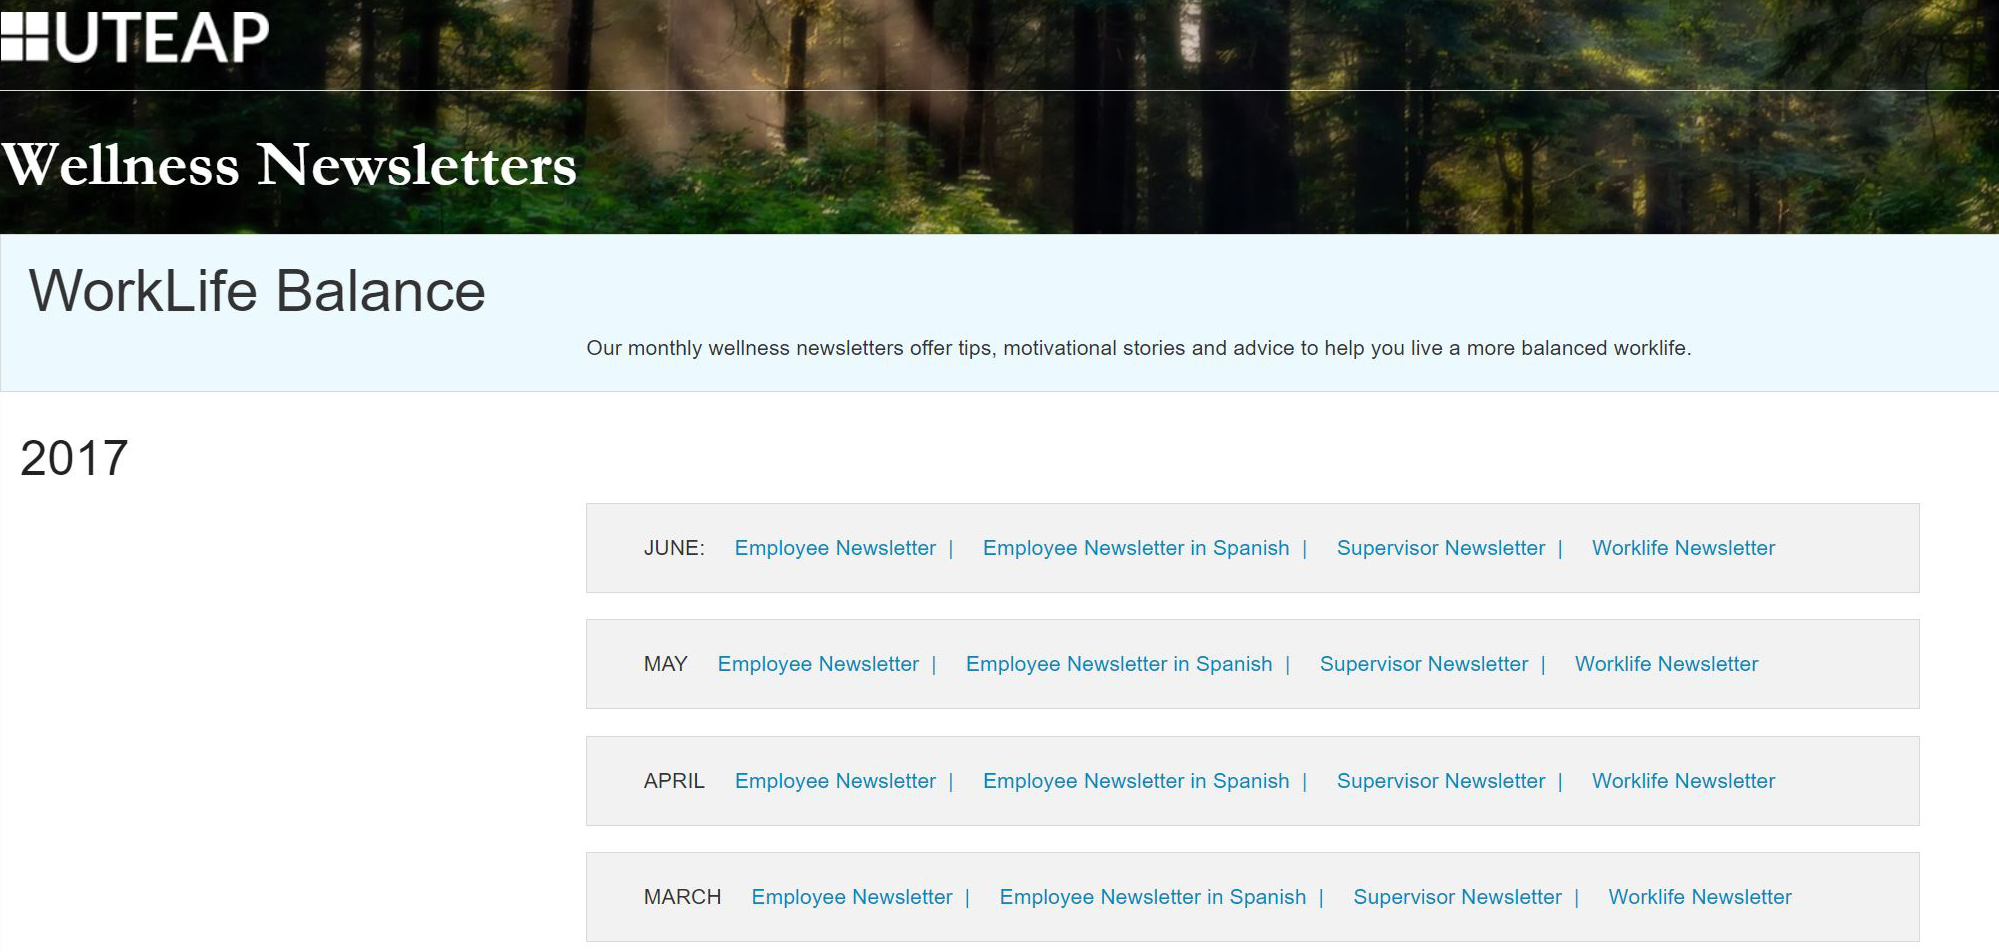 UTEAP
Wellness Newsletters
WorkLife Balance
Our monthly wellness newsletters offer tips, motivational stories and advice to help you live a more balanced worklife.
2017
JUNE: Employee Newsletter | Employee Newsletter in Spanish | Supervisor Newsletter | Worklife Newsletter
MAY Employee Newsletter | Employee Newsletter in Spanish | Supervisor Newsletter | Worklife Newsletter
APRIL Employee Newsletter | Employee Newsletter in Spanish | Supervisor Newsletter | Worklife Newsletter
MARCH Employee Newsletter | Employee Newsletter in Spanish | Supervisor Newsletter | Worklife Newsletter